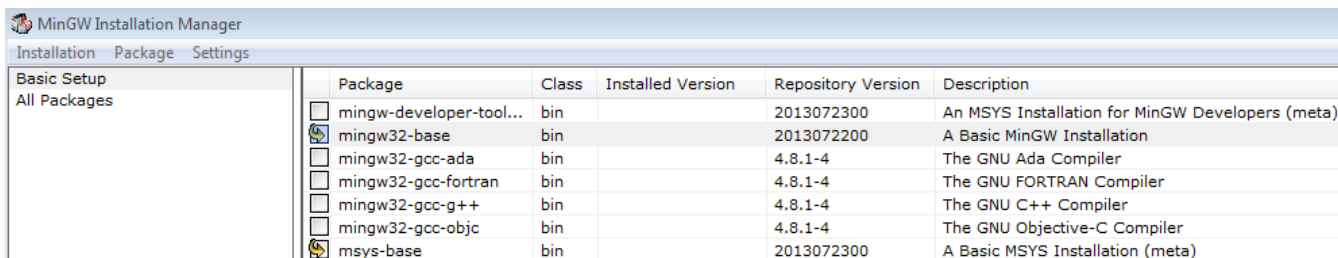 MinGW Installation Manager
Installation Package Settings
Basic Setup
All Packages
Package Class Installed Version Repository Version Description
mingw-developer-tool... bin 2013072300 An MSYS Installation for MinGW Developers (meta)
mingw32-base bin 2013072200 A Basic MinGW Installation
mingw32-gcc-ada bin 4.8.1-4 The GNU Ada Compiler
mingw32-gcc-fortran bin 4.8.1-4 The GNU FORTRAN Compiler
mingw32-gcc-g++ bin 4.8.1-4 The GNU C++ Compiler
mingw32-gcc-objc bin 4.8.1-4 The GNU Objective-C Compiler
msys-base bin 2013072300 A Basic MSYS Installation (meta)